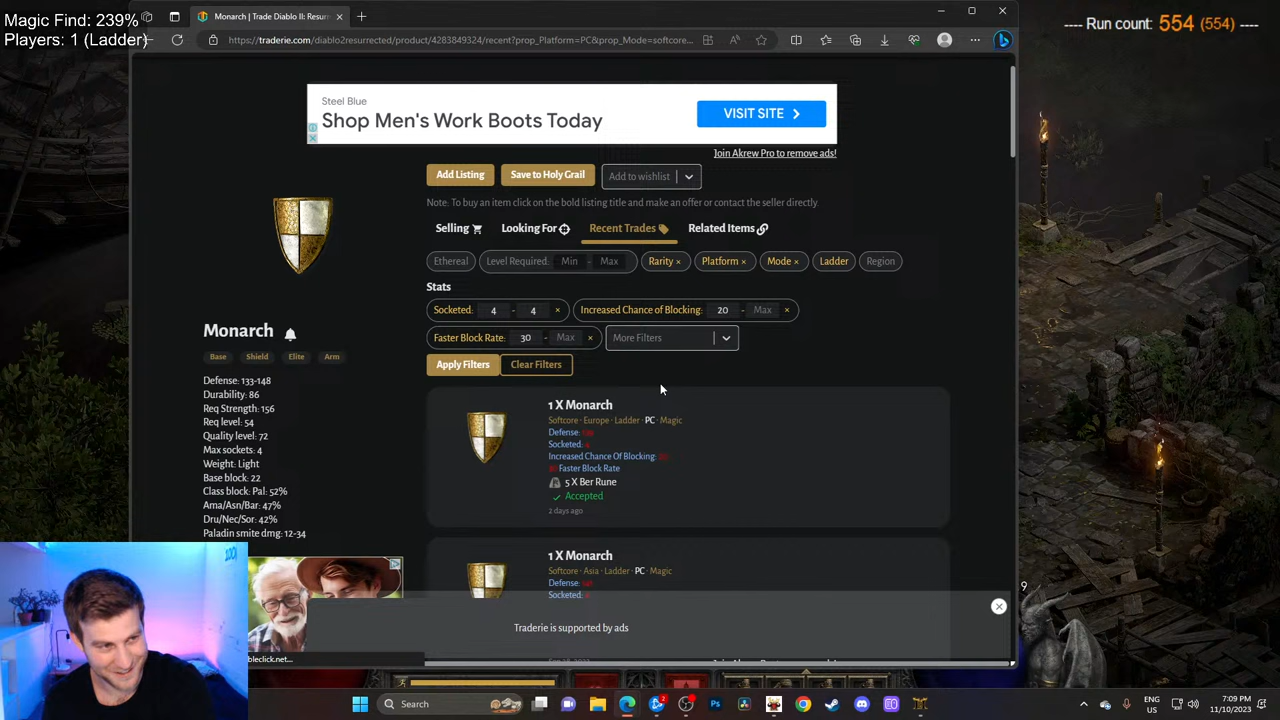 Magic Find: 239%
Players: 1 (Ladder)
---- Run count: 554 (554) ----
Monarch | Trade Diablo II: Resur
https://traderie.com/diablo2resurrected/product/4283849324/recent?prop_Platform=PC&prop_Mode=softcore...
Steel Blue
Shop Men's Work Boots Today
VISIT SITE
Join Akrew Pro to remove ads!
Add Listing
Save to Holy Grail
Add to wishlist
Note: To buy an item click on the bold listing title and make an offer or contact the seller directly.
Selling
Looking For
Recent Trades
Related Items
Ethereal
Level Required: Min - Max
Rarity ×
Platform ×
Mode ×
Ladder
Region
Stats
Socketed: 4 - 4 ×
Increased Chance of Blocking: 20 - Max ×
Faster Block Rate: 30 - Max ×
More Filters
Apply Filters
Clear Filters
Monarch
Base
Shield
Elite
Arm
Defense: 133-148
Durability: 86
Req Strength: 156
Req level: 54
Quality level: 72
Max sockets: 4
Weight: Light
Base block: 22
Class block: Pal: 52%
Ama/Asn/Bar: 47%
Dru/Nec/Sor: 42%
Paladin smite dmg: 12-34
1 X Monarch
Softcore · Europe · Ladder · PC · Magic
Defense:
Socketed:
Increased Chance Of Blocking:
Faster Block Rate
5 X Ber Rune
Accepted
2 days ago
1 X Monarch
Softcore · Asia · Ladder · PC · Magic
Defense:
Socketed:
Traderie is supported by ads
bleclick.net...
Search
ENG
US
7:09 PM
11/10/2023